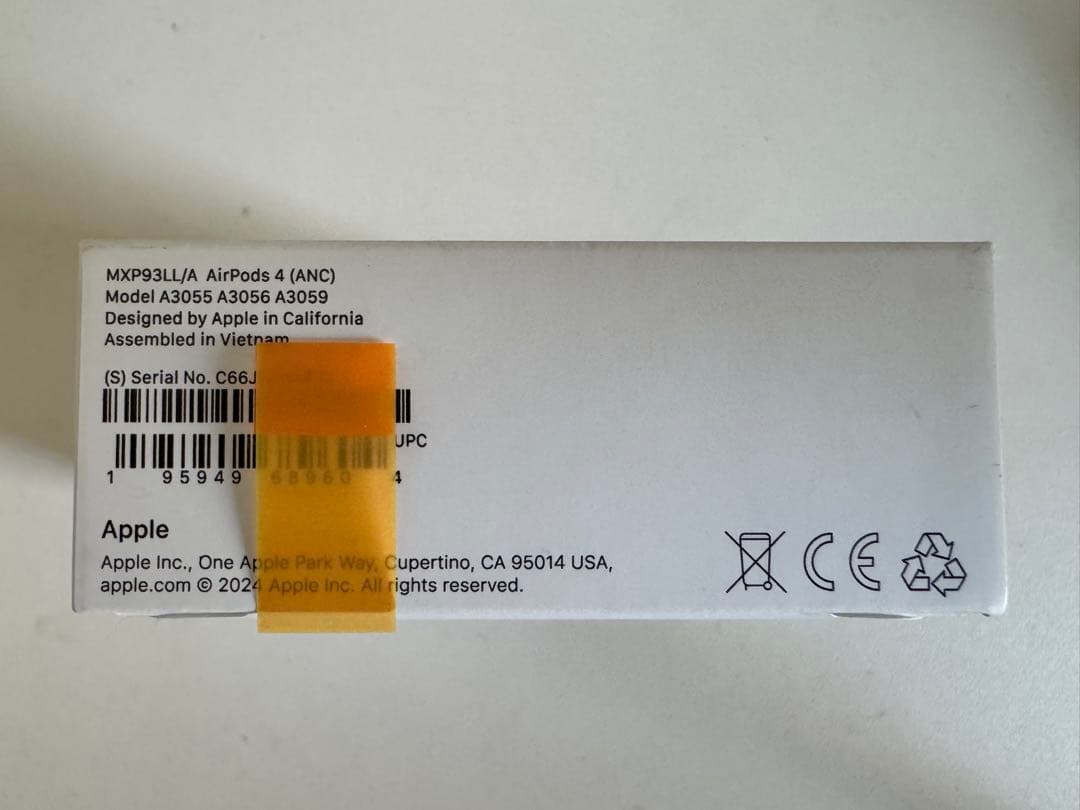 MXP93LL/A AirPods 4 (ANC)
Model A3055 A3056 A3059
Designed by Apple in California
Assembled in Vietnam
(S) Serial No. C66J
UPC
1 95949 68960 4
Apple
Apple Inc., One Apple Park Way, Cupertino, CA 95014 USA,
apple.com © 2024 Apple Inc. All rights reserved.
CE